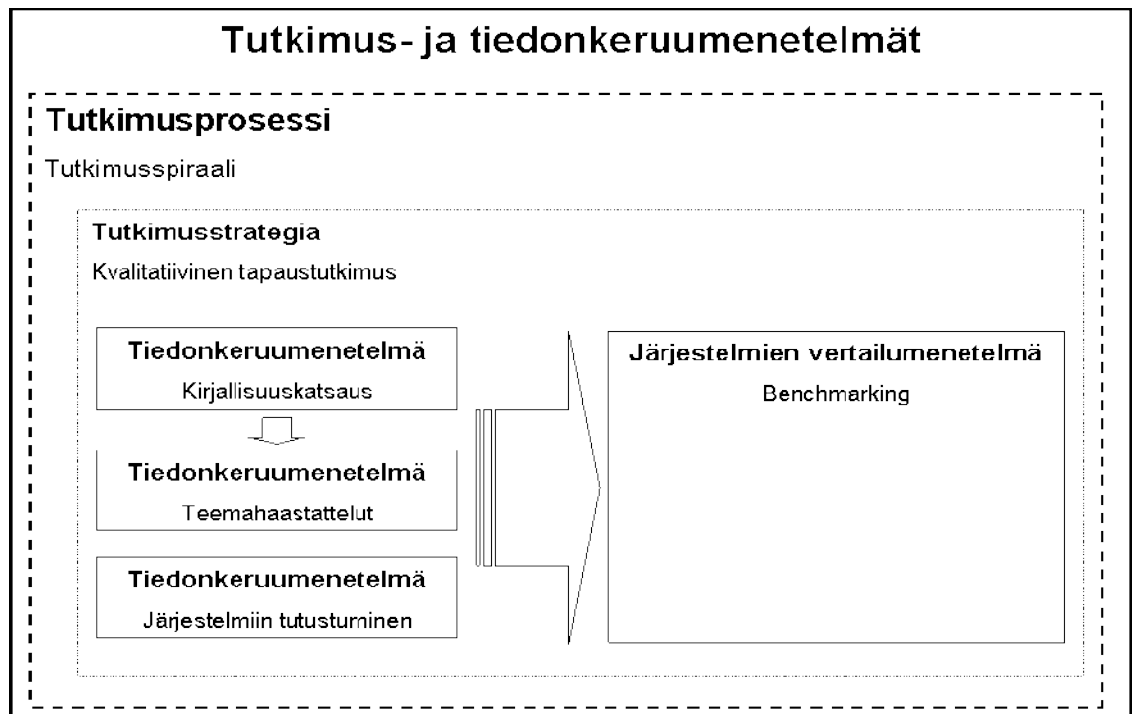 Tutkimus- ja tiedonkeruumenetelmät
Tutkimusprosessi
Tutkimusspiraali
Tutkimusstrategia
Kvalitatiivinen tapaustutkimus
Tiedonkeruumenetelmä
Kirjallisuuskatsaus
Tiedonkeruumenetelmä
Teemahaastattelut
Tiedonkeruumenetelmä
Järjestelmiin tutustuminen
Järjestelmien vertailumenetelmä
Benchmarking